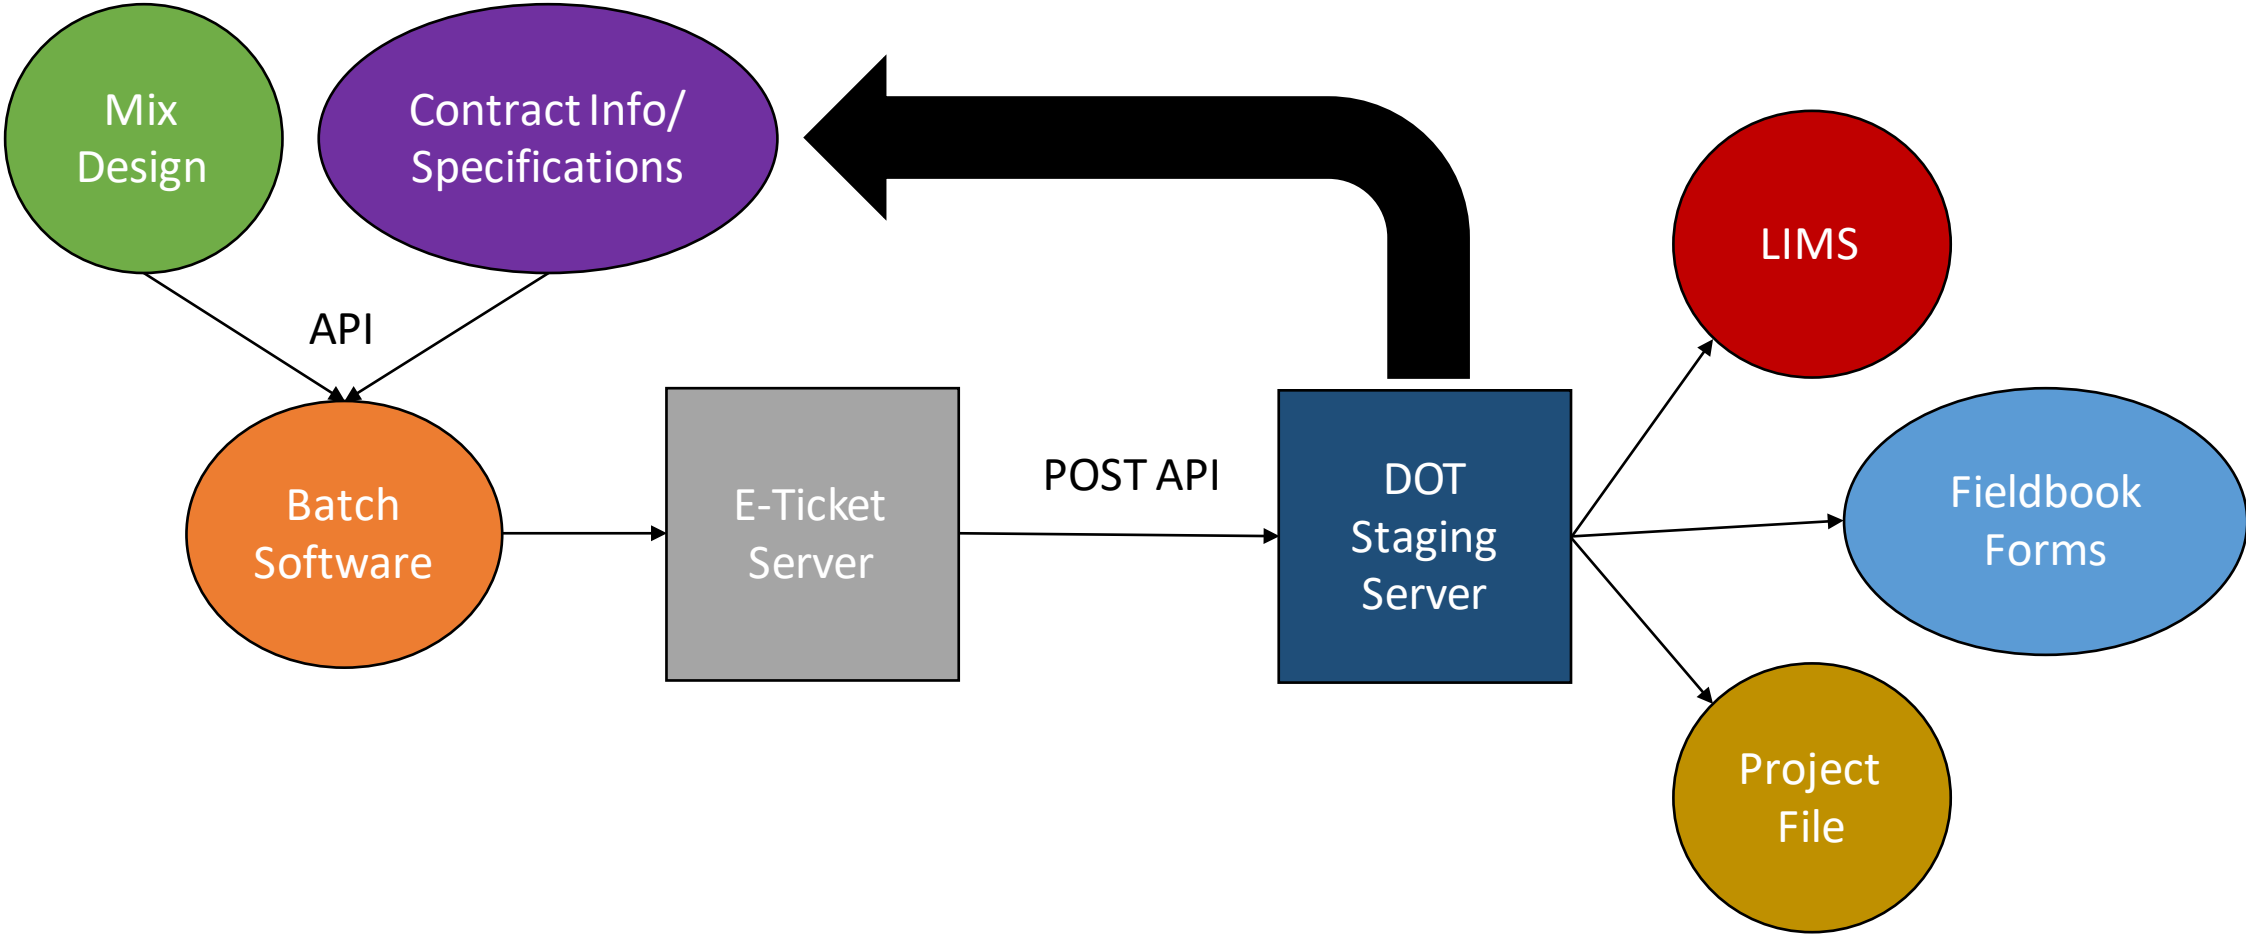 Mix
Design
Contract Info/
Specifications
LIMS
API
Batch
Software
E-Ticket
Server
POST API
DOT
Staging
Server
Fieldbook
Forms
Project
File